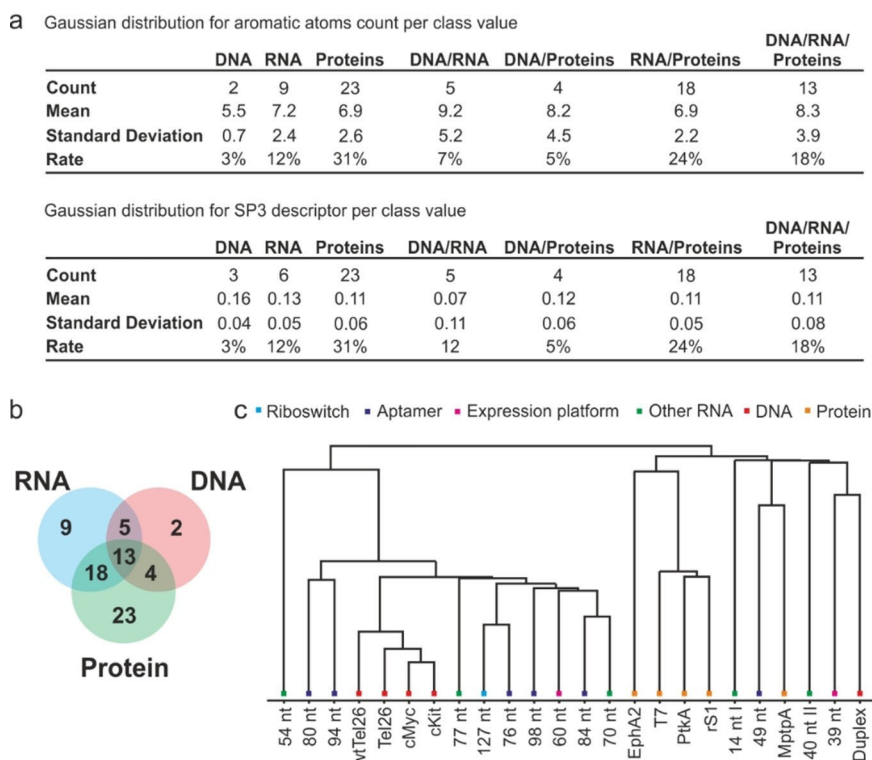 a Gaussian distribution for aromatic atoms count per class value
DNA RNA Proteins DNA/RNA DNA/Proteins RNA/Proteins DNA/RNA/
Proteins
Count 2 9 23 5 4 18 13
Mean 5.5 7.2 6.9 9.2 8.2 6.9 8.3
Standard Deviation 0.7 2.4 2.6 5.2 4.5 2.2 3.9
Rate 3% 12% 31% 7% 5% 24% 18%
Gaussian distribution for SP3 descriptor per class value
DNA RNA Proteins DNA/RNA DNA/Proteins RNA/Proteins DNA/RNA/
Proteins
Count 3 6 23 5 4 18 13
Mean 0.16 0.13 0.11 0.07 0.12 0.11 0.11
Standard Deviation 0.04 0.05 0.06 0.11 0.06 0.05 0.08
Rate 3% 12% 31% 12 5% 24% 18%
b
RNA DNA
9 5 2
13
18 4
23
Protein
c Riboswitch Aptamer Expression platform Other RNA DNA Protein
54 nt
80 nt
94 nt
wtTel26
Tel26
cMyc
cKit
77 nt
127 nt
76 nt
98 nt
60 nt
84 nt
70 nt
EphA2
T7
PtkA
rS1
14 nt I
49 nt
MptpA
40 nt II
39 nt
Duplex